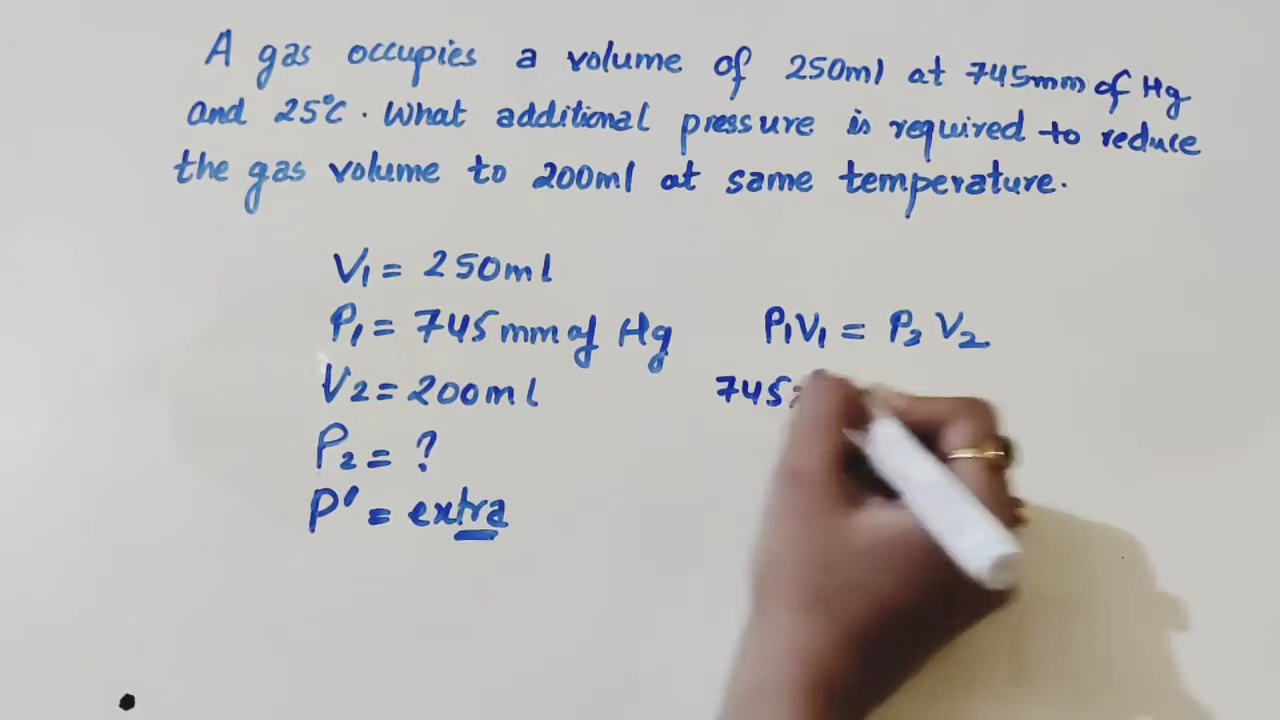 A gas occupies a volume of 250ml at 745mm of Hg
and 25°C. What additional pressure is required to reduce
the gas volume to 200ml at same temperature.
V1 = 250ml
P1 = 745mm of Hg
P1V1 = P2V2
V2 = 200ml
745
P2 = ?
P' = extra